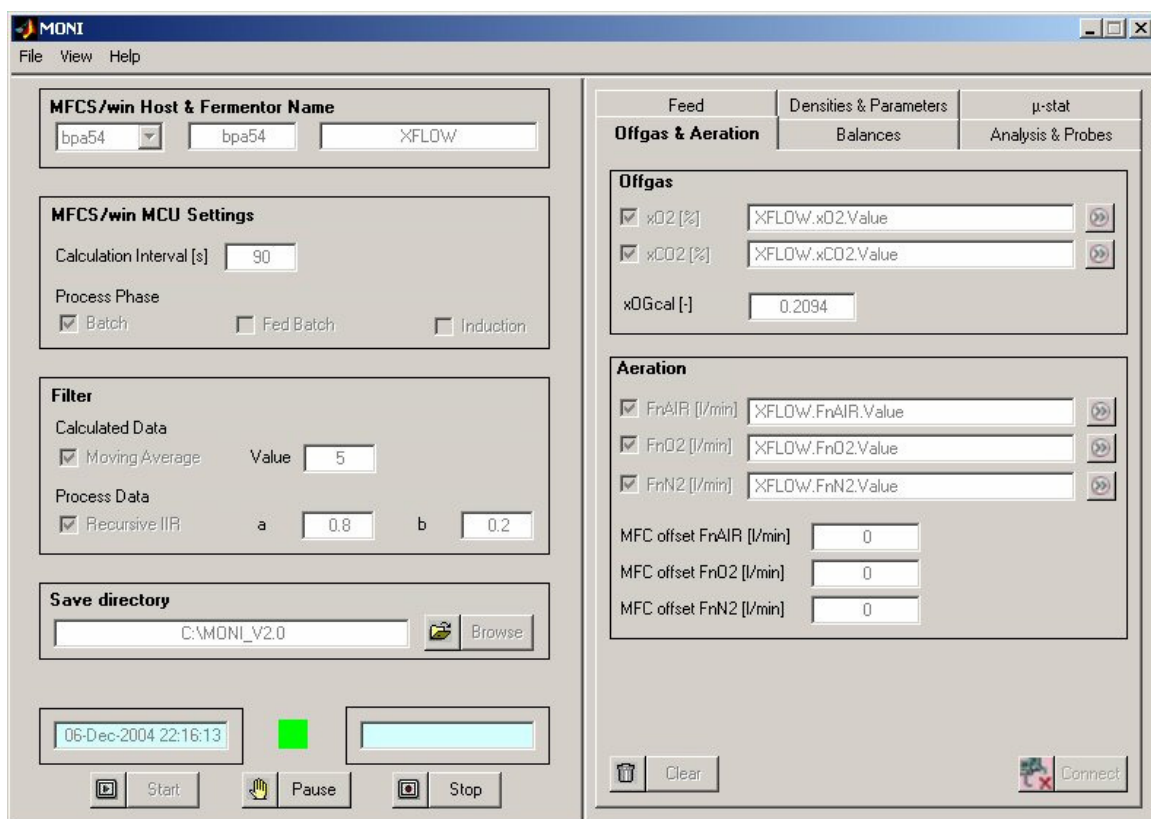 MONI
File View Help
MFCS/win Host & Fermentor Name
bpa54 bpa54 XFLOW
MFCS/win MCU Settings
Calculation Interval [s] 90
Process Phase
Batch Fed Batch Induction
Filter
Calculated Data
Moving Average Value 5
Process Data
Recursive IIR a 0.8 b 0.2
Save directory
C:\MONI_V2.0 Browse
06-Dec-2004 22:16:13
Start Pause Stop
Feed Densities & Parameters µ-stat
Offgas & Aeration Balances Analysis & Probes
Offgas
xO2 [%] XFLOW.xO2.Value
xCO2 [%] XFLOW.xCO2.Value
xOGcal [-] 0.2094
Aeration
FnAIR [l/min] XFLOW.FnAIR.Value
FnO2 [l/min] XFLOW.FnO2.Value
FnN2 [l/min] XFLOW.FnN2.Value
MFC offset FnAIR [l/min] 0
MFC offset FnO2 [l/min] 0
MFC offset FnN2 [l/min] 0
Clear Connect